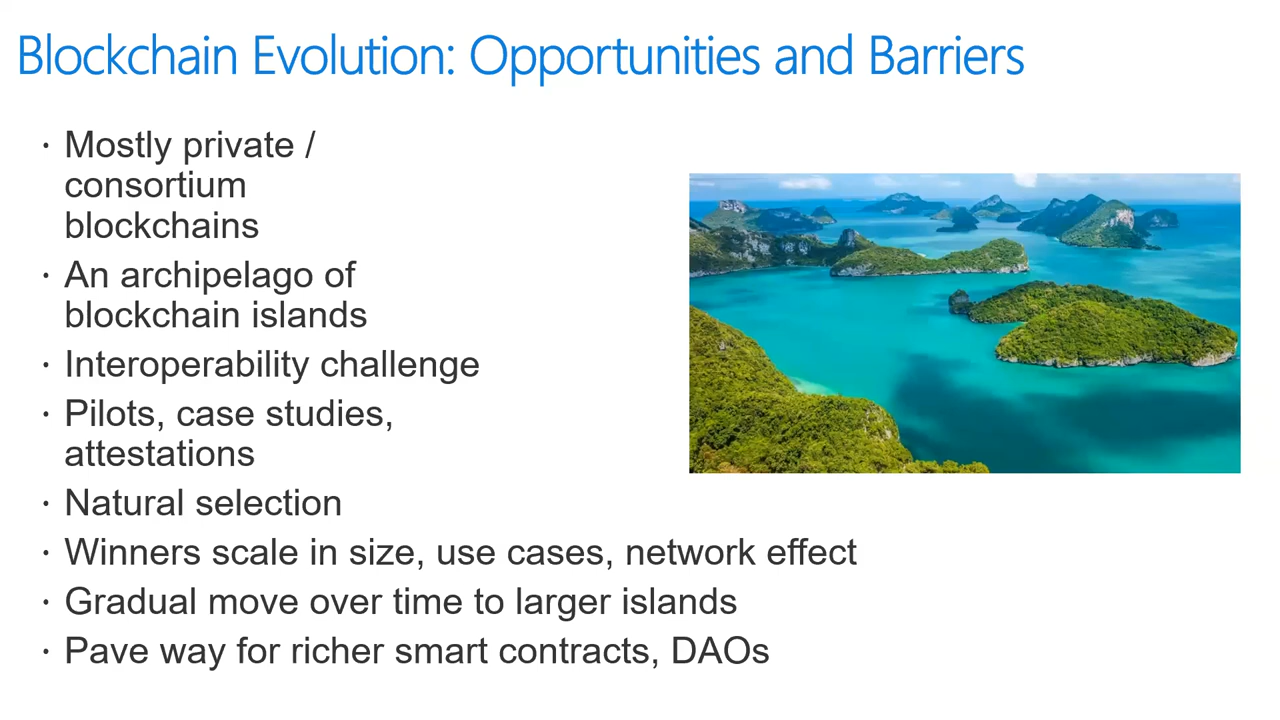 Blockchain Evolution: Opportunities and Barriers
· Mostly private /
consortium
blockchains
· An archipelago of
blockchain islands
· Interoperability challenge
· Pilots, case studies,
attestations
· Natural selection
· Winners scale in size, use cases, network effect
· Gradual move over time to larger islands
· Pave way for richer smart contracts, DAOs